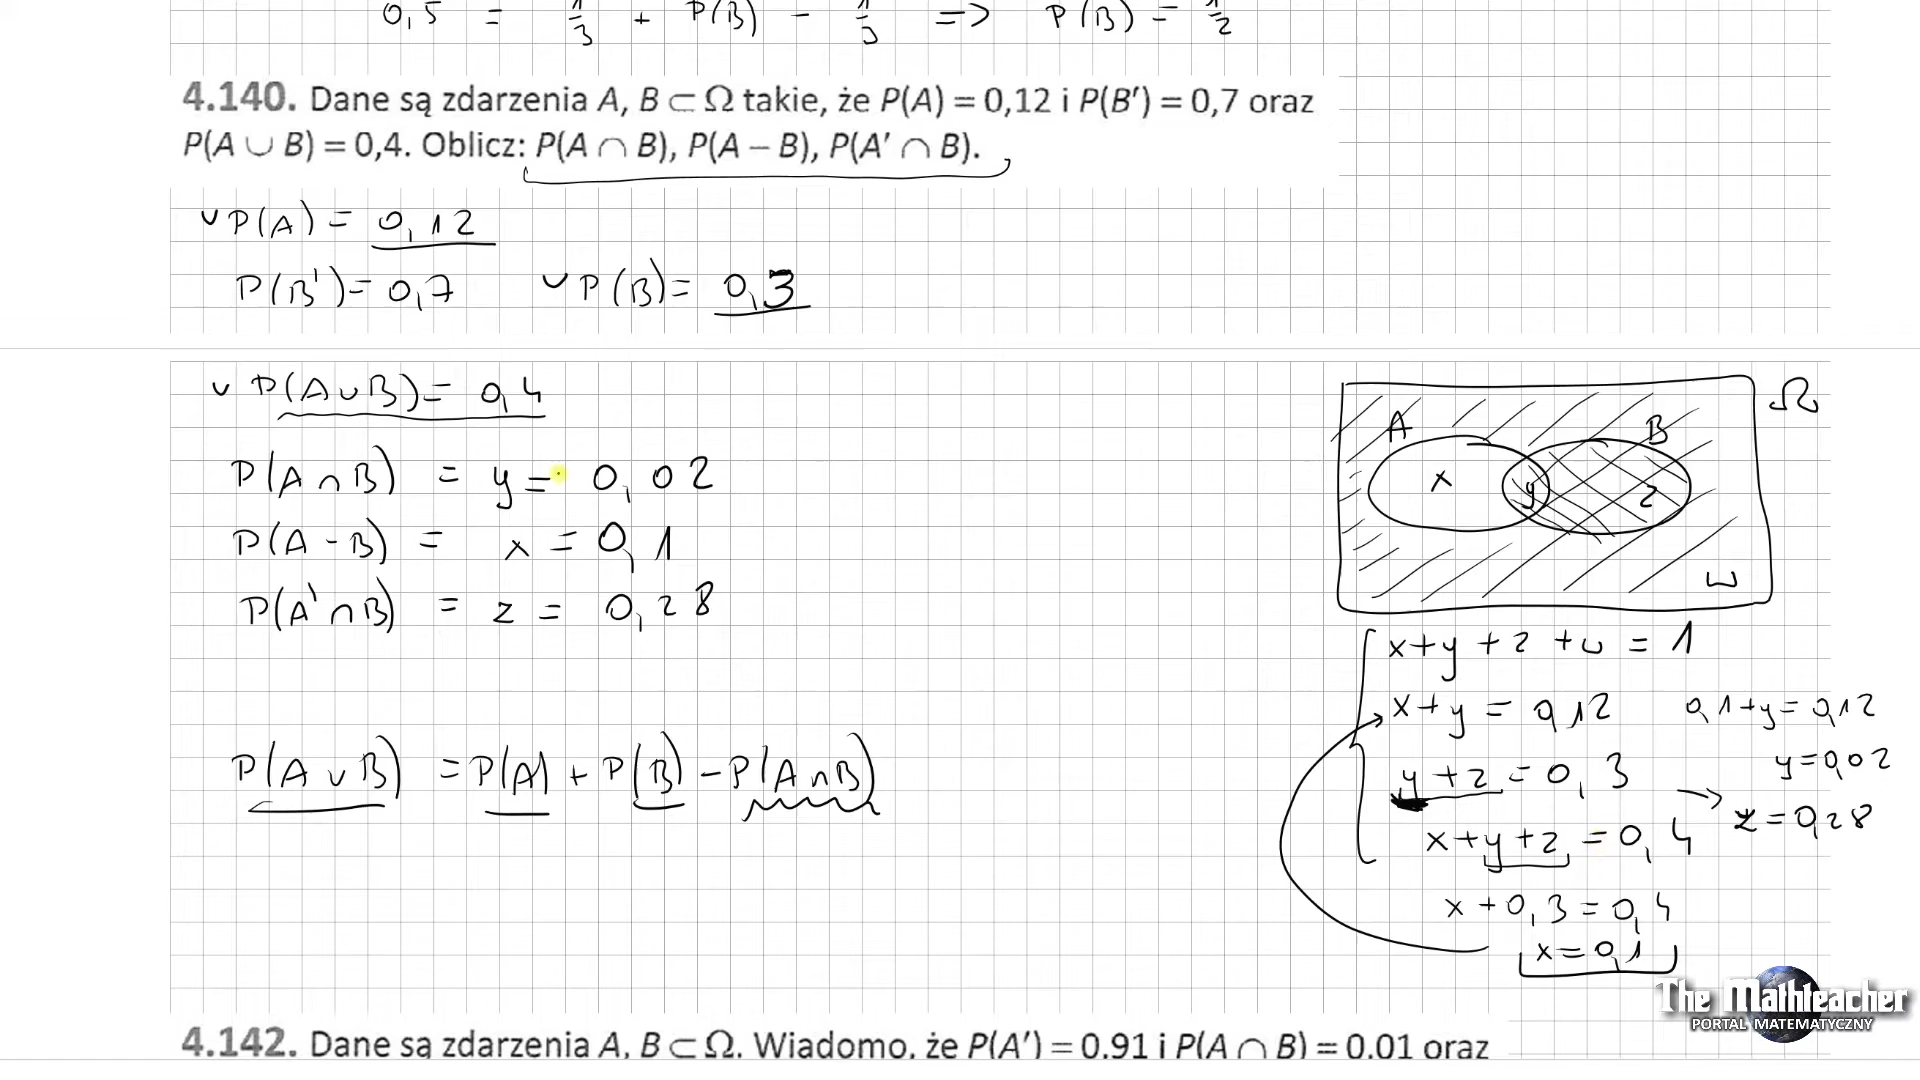 0,5 = 1/3 + P(B) - 1/3 => P(B) = 1/2
4.140. Dane są zdarzenia A, B ⊂ Ω takie, że P(A) = 0,12 i P(B′) = 0,7 oraz
P(A ∪ B) = 0,4. Oblicz: P(A ∩ B), P(A – B), P(A′ ∩ B).
∨ P(A) = 0,12
P(B') = 0,7 ∨ P(B) = 0,3
∨ P(A∪B) = 0,4
P(A∩B) = y = 0,02
P(A-B) = x = 0,1
P(A'∩B) = z = 0,28
P(A∪B) = P(A) + P(B) - P(A∩B)
Ω
A B
x y z
w
x+y+z+w = 1
x+y = 0,12 0,1+y = 0,12
y = 0,02
y+z = 0,3
z = 0,28
x+y+z = 0,4
x+0,3 = 0,4
x = 0,1
The Mathteacher
PORTAL MATEMATYCZNY
4.142. Dane są zdarzenia A, B ⊂ Ω. Wiadomo, że P(A′) = 0,91 i P(A ∩ B) = 0,01 oraz